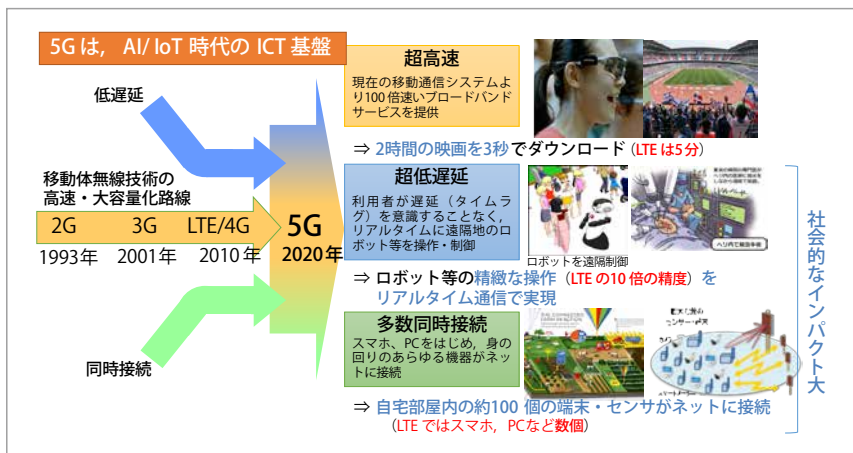 5Gは，AI/IoT 時代の ICT 基盤
低遅延
移動体無線技術の
高速・大容量化路線
2G
3G
LTE/4G
1993年
2001年
2010年
5G
2020年
同時接続
超高速
現在の移動通信システムよ
り100倍速いブロードバンド
サービスを提供
⇒ 2時間の映画を3秒でダウンロード（LTEは5分）
超低遅延
利用者が遅延（タイムラ
グ）を意識することなく，
リアルタイムに遠隔地のロ
ボット等を操作・制御
ロボットを遠隔制御
ヘリ内で緊急手術
⇒ ロボット等の精緻な操作（LTEの10倍の精度）を
リアルタイム通信で実現
多数同時接続
スマホ、PCをはじめ，身の
回りのあらゆる機器がネッ
トに接続
⇒ 自宅部屋内の約100 個の端末・センサがネットに接続
（LTE ではスマホ，PCなど数個）
社会的なインパクト大